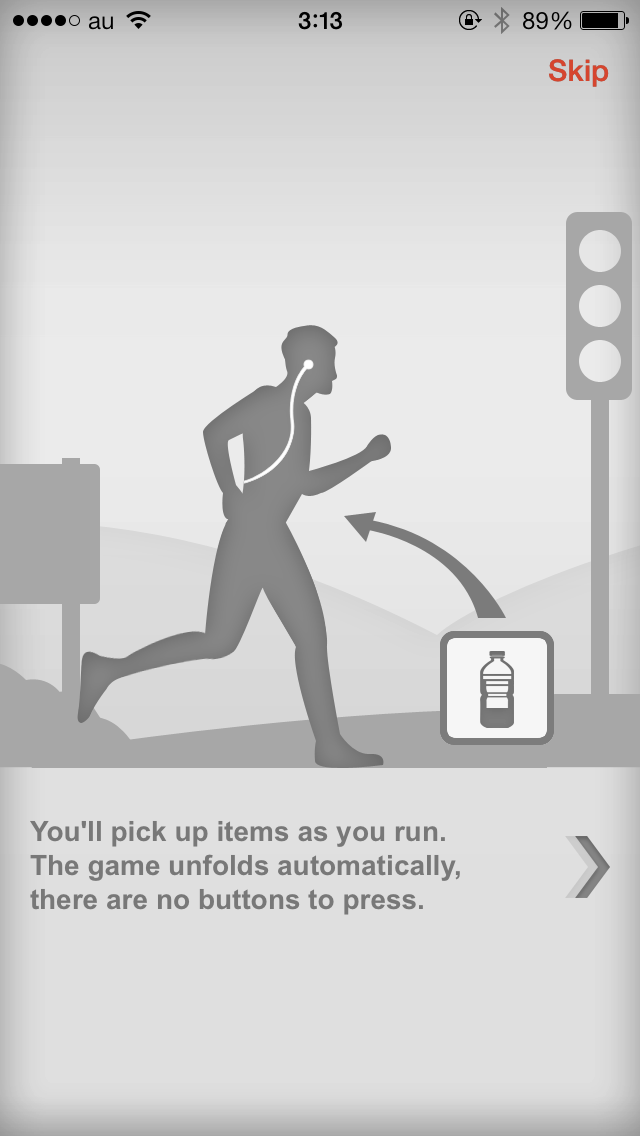 au 3:13 89%
Skip
You'll pick up items as you run.
The game unfolds automatically,
there are no buttons to press.